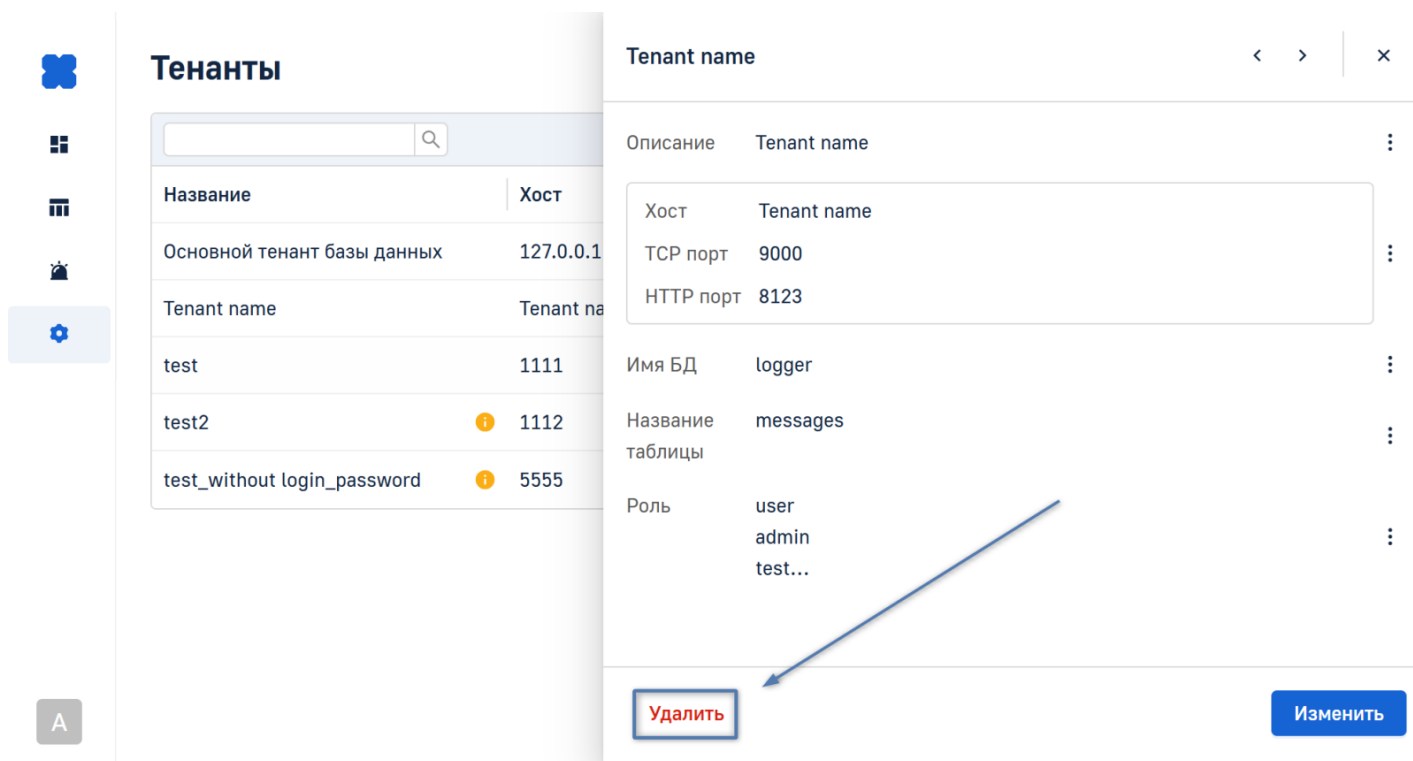 Тенанты
Название
Хост
Основной тенант базы данных
127.0.0.1
Tenant name
Tenant na
test
1111
test2
1112
test_without login_password
5555
A
Tenant name
Описание
Tenant name
Хост
Tenant name
TCP порт
9000
HTTP порт
8123
Имя БД
logger
Название
таблицы
messages
Роль
user
admin
test...
Удалить
Изменить